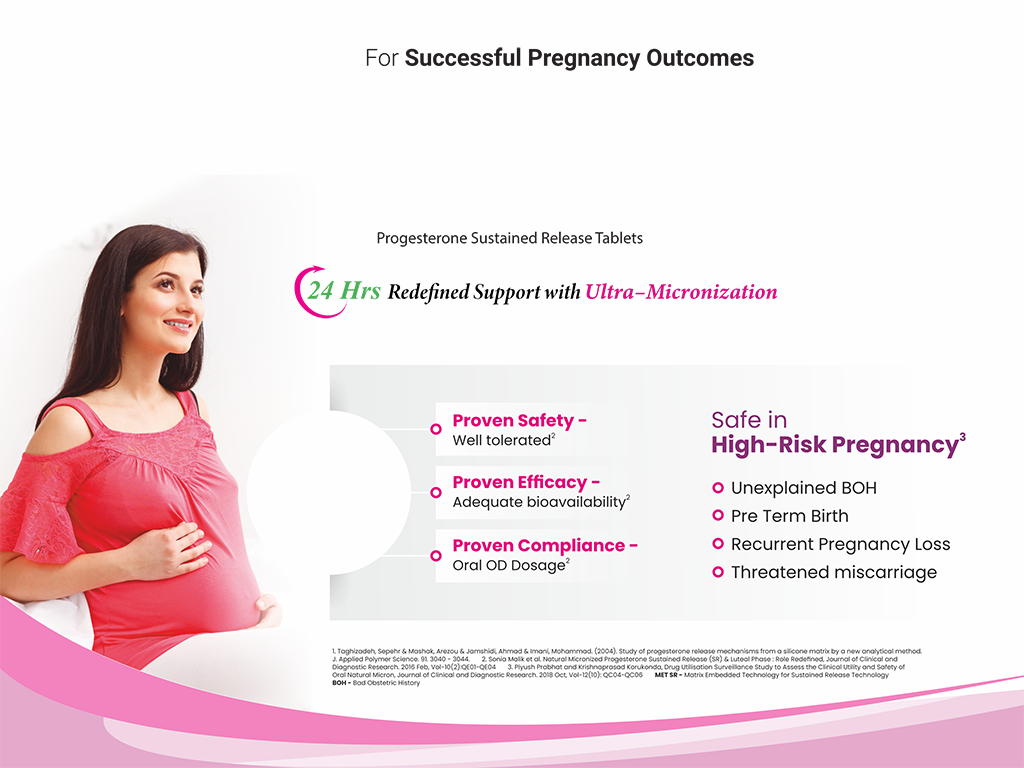 For Successful Pregnancy Outcomes
Progesterone Sustained Release Tablets
24 Hrs Redefined Support with Ultra–Micronization
Proven Safety -
Well tolerated2
Proven Efficacy -
Adequate bioavailability2
Proven Compliance -
Oral OD Dosage2
Safe in
High-Risk Pregnancy3
Unexplained BOH
Pre Term Birth
Recurrent Pregnancy Loss
Threatened miscarriage
1. Taghizadeh, Sepehr & Mashak, Arezou & Jamshidi, Ahmad & Imani, Mohammad. (2004). Study of progesterone release mechanisms from a silicone matrix by a new analytical method.
J. Applied Polymer Science. 91. 3040 - 3044. 2. Sonia Malik et al. Natural Micronized Progesterone Sustained Release (SR) & Luteal Phase : Role Redefined, Journal of Clinical and
Diagnostic Research. 2016 Feb, Vol-10(2):QE01-QE04 3. Piyush Prabhat and Krishnaprasad Korukonda, Drug Utilisation Surveillance Study to Assess the Clinical Utility and Safety of
Oral Natural Micron, Journal of Clinical and Diagnostic Research. 2018 Oct, Vol-12(10): QC04-QC06 MET SR - Matrix Embedded Technology for Sustained Release Technology
BOH - Bad Obstetric History